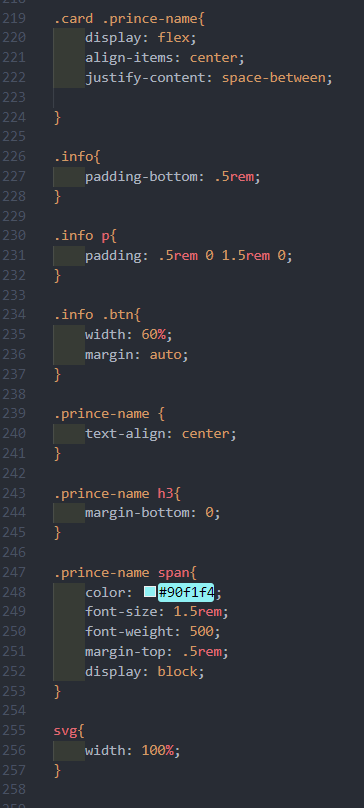 219 .card .prince-name{
220 display: flex;
221 align-items: center;
222 justify-content: space-between;
223
224 }
225
226 .info{
227 padding-bottom: .5rem;
228 }
229
230 .info p{
231 padding: .5rem 0 1.5rem 0;
232 }
233
234 .info .btn{
235 width: 60%;
236 margin: auto;
237 }
238
239 .prince-name {
240 text-align: center;
241 }
242
243 .prince-name h3{
244 margin-bottom: 0;
245 }
246
247 .prince-name span{
248 color: #90f1f4;
249 font-size: 1.5rem;
250 font-weight: 500;
251 margin-top: .5rem;
252 display: block;
253 }
254
255 svg{
256 width: 100%;
257 }
258